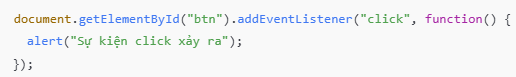 document.getElementById("btn").addEventListener("click", function() {
  alert("Sự kiện click xảy ra");
});